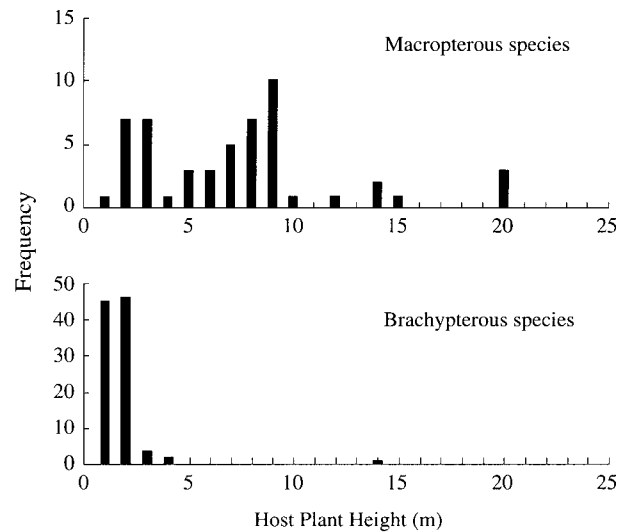 15
Macropterous species
10
5
0
0 5 10 15 20 25
Frequency
50
Brachypterous species
40
30
20
10
0
0 5 10 15 20 25
Host Plant Height (m)